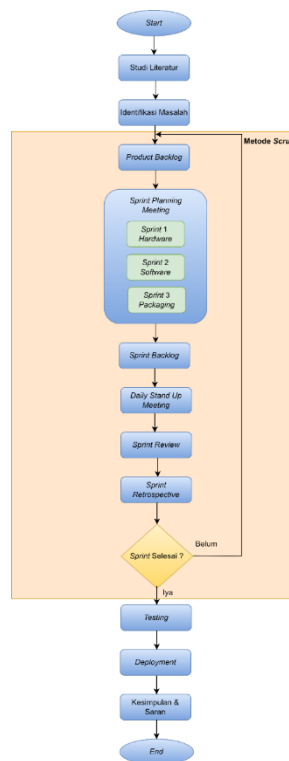 Start
Studi Literatur
Identifikasi Masalah
Metode Scru
Product Backlog
Sprint Planning
Meeting
Sprint 1
Hardware
Sprint 2
Software
Sprint 3
Packaging
Sprint Backlog
Daily Stand Up
Meeting
Sprint Review
Sprint
Retrospective
Sprint Selesai ?
Belum
Iya
Testing
Deployment
Kesimpulan &
Saran
End